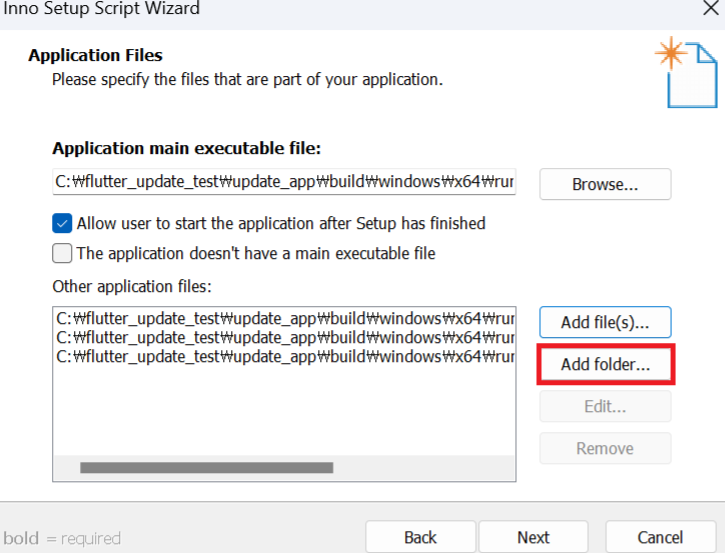 Inno Setup Script Wizard
Application Files
Please specify the files that are part of your application.
Application main executable file:
C:₩flutter_update_test₩update_app₩build₩windows₩x64₩rur
Browse...
Allow user to start the application after Setup has finished
The application doesn't have a main executable file
Other application files:
C:₩flutter_update_test₩update_app₩build₩windows₩x64₩rur
C:₩flutter_update_test₩update_app₩build₩windows₩x64₩rur
C:₩flutter_update_test₩update_app₩build₩windows₩x64₩rur
Add file(s)...
Add folder...
Edit...
Remove
bold = required
Back
Next
Cancel